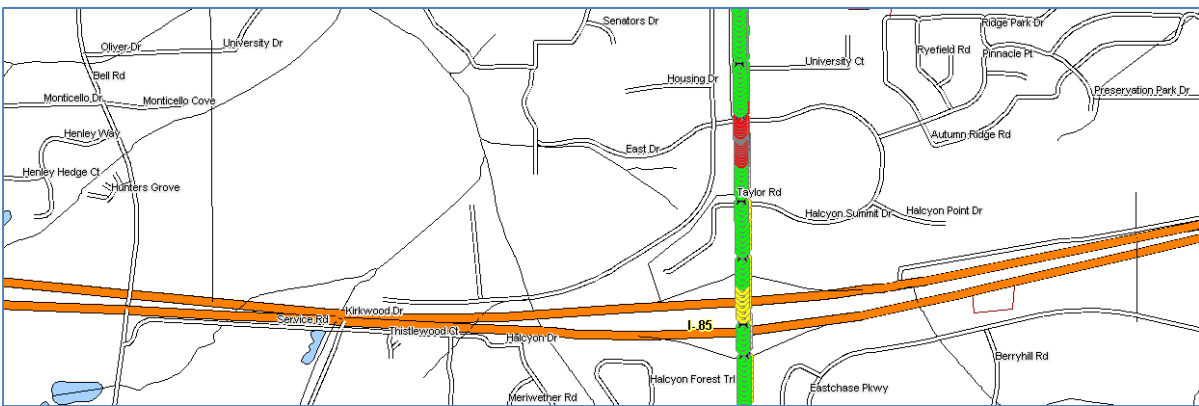 Senators Dr
Ridge Park Dr
Oliver Dr
University Dr
Ryefield Rd
Pinnacle Pt
University Ct
Bell Rd
Housing Dr
Preservation Park Dr
Monticello Dr
Monticello Cove
Henley Way
Autumn Ridge Rd
East Dr
Henley Hedge Ct
Hunters Grove
Taylor Rd
Halcyon Summit Dr
Halcyon Point Dr
Kirkwood Dr
Service Rd
Thistlewood Ct
I-85
Halcyon Dr
Berryhill Rd
Halcyon Forest Trl
Eastchase Pkwy
Meriwether Rd